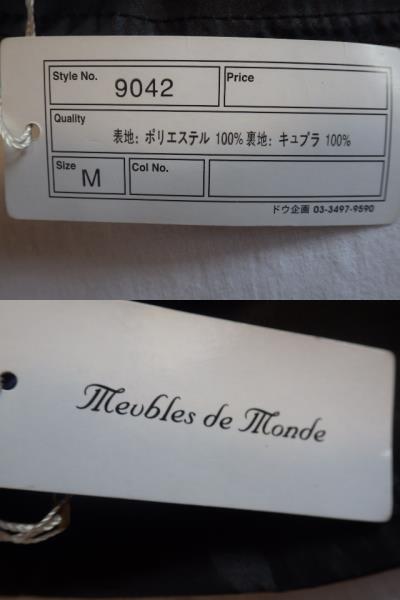 Style No. 9042 Price
Quality
表地: ポリエステル 100% 裏地: キュプラ 100%
Size M Col No.
ドウ企画 03-3497-9590
Meubles de Monde